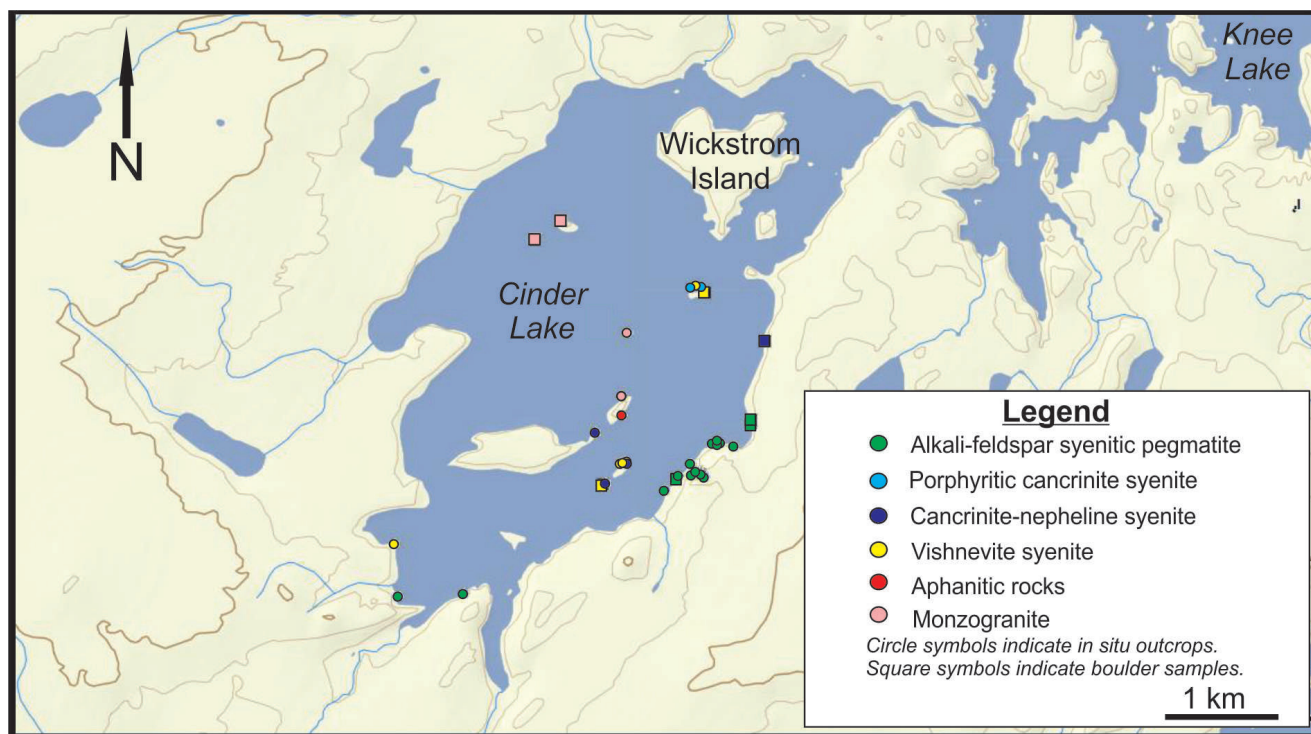 Knee
Lake
N
Wickstrom
Island
Cinder
Lake
Legend
Alkali-feldspar syenitic pegmatite
Porphyritic cancrinite syenite
Cancrinite-nepheline syenite
Vishnevite syenite
Aphanitic rocks
Monzogranite
Circle symbols indicate in situ outcrops.
Square symbols indicate boulder samples.
1 km